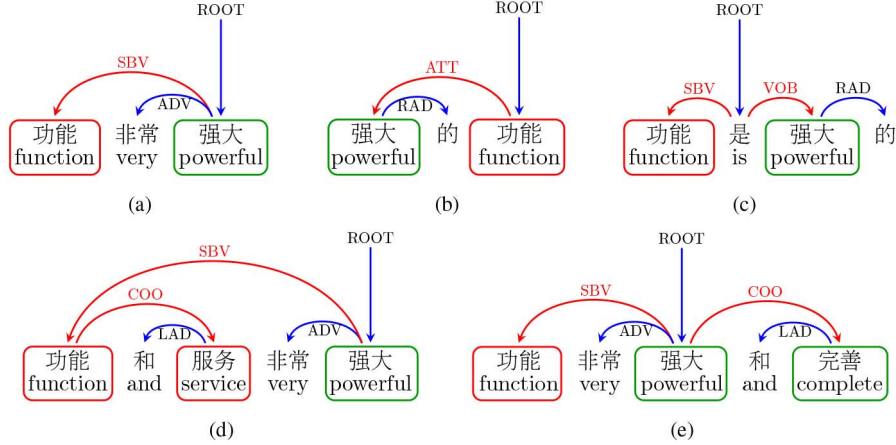 ROOT
SBV
ADV
功能 非常 强大
function very powerful
(a)
ROOT
ATT
RAD
强大 的 功能
powerful function
(b)
ROOT
SBV VOB RAD
功能 是 强大 的
function is powerful
(c)
ROOT
SBV
COO
LAD ADV
功能 和 服务 非常 强大
function and service very powerful
(d)
ROOT
SBV COO
ADV LAD
功能 非常 强大 和 完善
function very powerful and complete
(e)